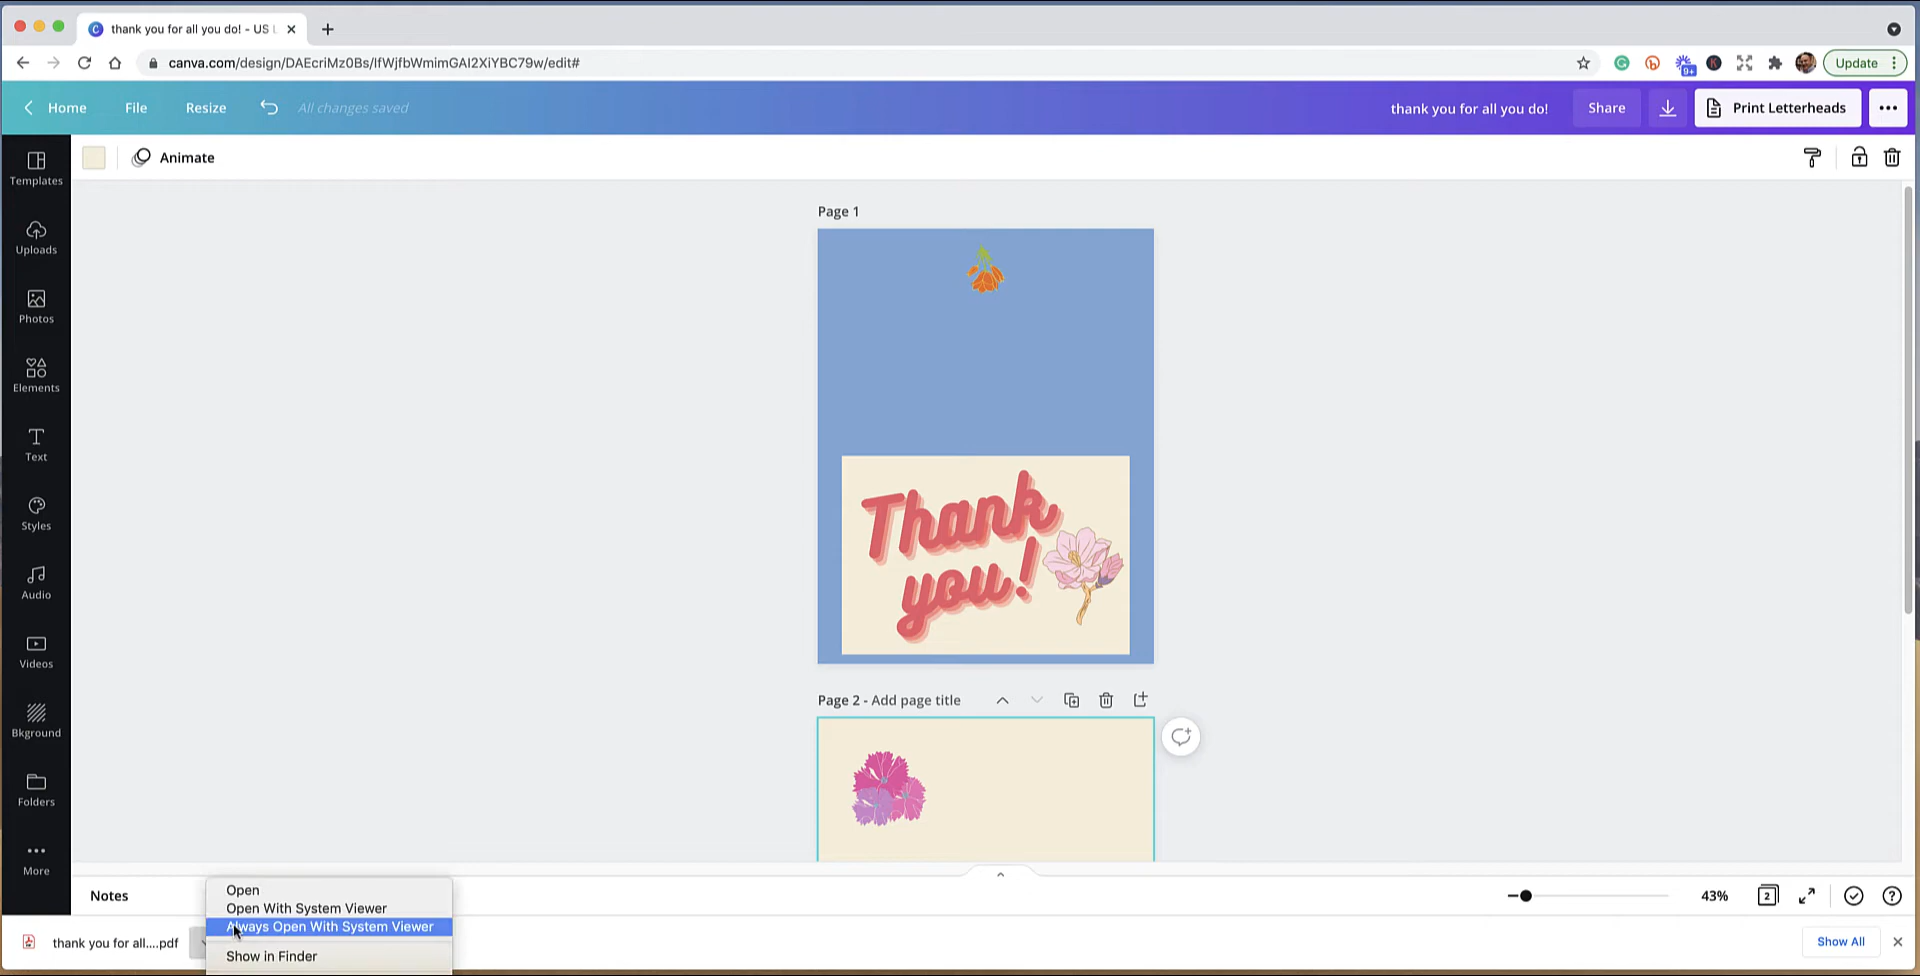 thank you for all you do! - US L
canva.com/design/DAEcriMz0Bs/lfWjfbWmimGAI2XiYBC79w/edit#
9+
K
Update
Home
File
Resize
All changes saved
thank you for all you do!
Share
Print Letterheads
Templates
Animate
Uploads
Photos
Elements
Text
Styles
Audio
Videos
Bkground
Folders
More
Page 1
Thank
you!
Page 2 - Add page title
Notes
43%
2
Open
Open With System Viewer
Always Open With System Viewer
Show in Finder
thank you for all....pdf
Show All